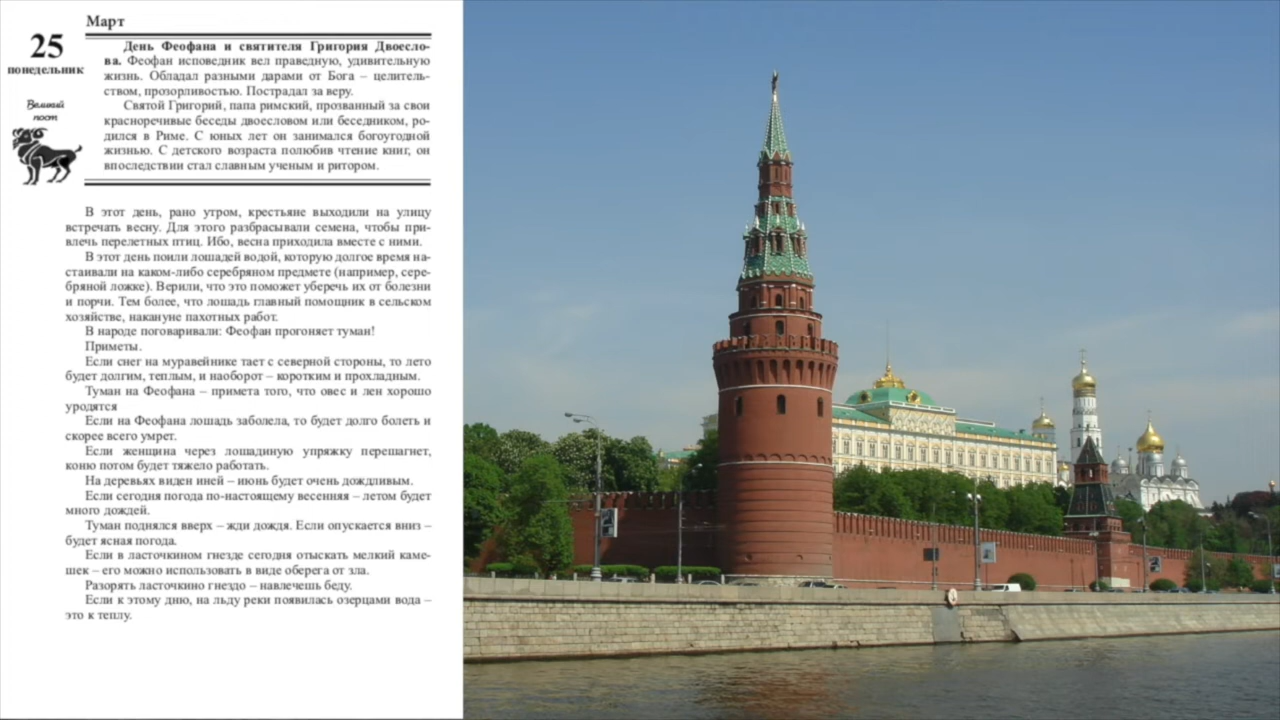 Март
25
понедельник
Великий
пост
День Феофана и святителя Григория Двоесло-
ва. Феофан исповедник вел праведную, удивительную
жизнь. Обладал разными дарами от Бога – целитель-
ством, прозорливостью. Пострадал за веру.
Святой Григорий, папа римский, прозванный за свои
красноречивые беседы двоесловом или беседником, ро-
дился в Риме. С юных лет он занимался богоугодной
жизнью. С детского возраста полюбив чтение книг, он
впоследствии стал славным ученым и ритором.
В этот день, рано утром, крестьяне выходили на улицу
встречать весну. Для этого разбрасывали семена, чтобы при-
влечь перелетных птиц. Ибо, весна приходила вместе с ними.
В этот день поили лошадей водой, которую долгое время на-
стаивали на каком-либо серебряном предмете (например, сере-
бряной ложке). Верили, что это поможет уберечь их от болезни
и порчи. Тем более, что лошадь главный помощник в сельском
хозяйстве, накануне пахотных работ.
В народе поговаривали: Феофан прогоняет туман!
Приметы.
Если снег на муравейнике тает с северной стороны, то лето
будет долгим, теплым, и наоборот – коротким и прохладным.
Туман на Феофана – примета того, что овес и лен хорошо
уродятся
Если на Феофана лошадь заболела, то будет долго болеть и
скорее всего умрет.
Если женщина через лошадиную упряжку перешагнет,
коню потом будет тяжело работать.
На деревьях виден иней – июнь будет очень дождливым.
Если сегодня погода по-настоящему весенняя – летом будет
много дождей.
Туман поднялся вверх – жди дождя. Если опускается вниз –
будет ясная погода.
Если в ласточкином гнезде сегодня отыскать мелкий каме-
шек – его можно использовать в виде оберега от зла.
Разорять ласточкино гнездо – навлечешь беду.
Если к этому дню, на льду реки появилась озерцами вода –
это к теплу.